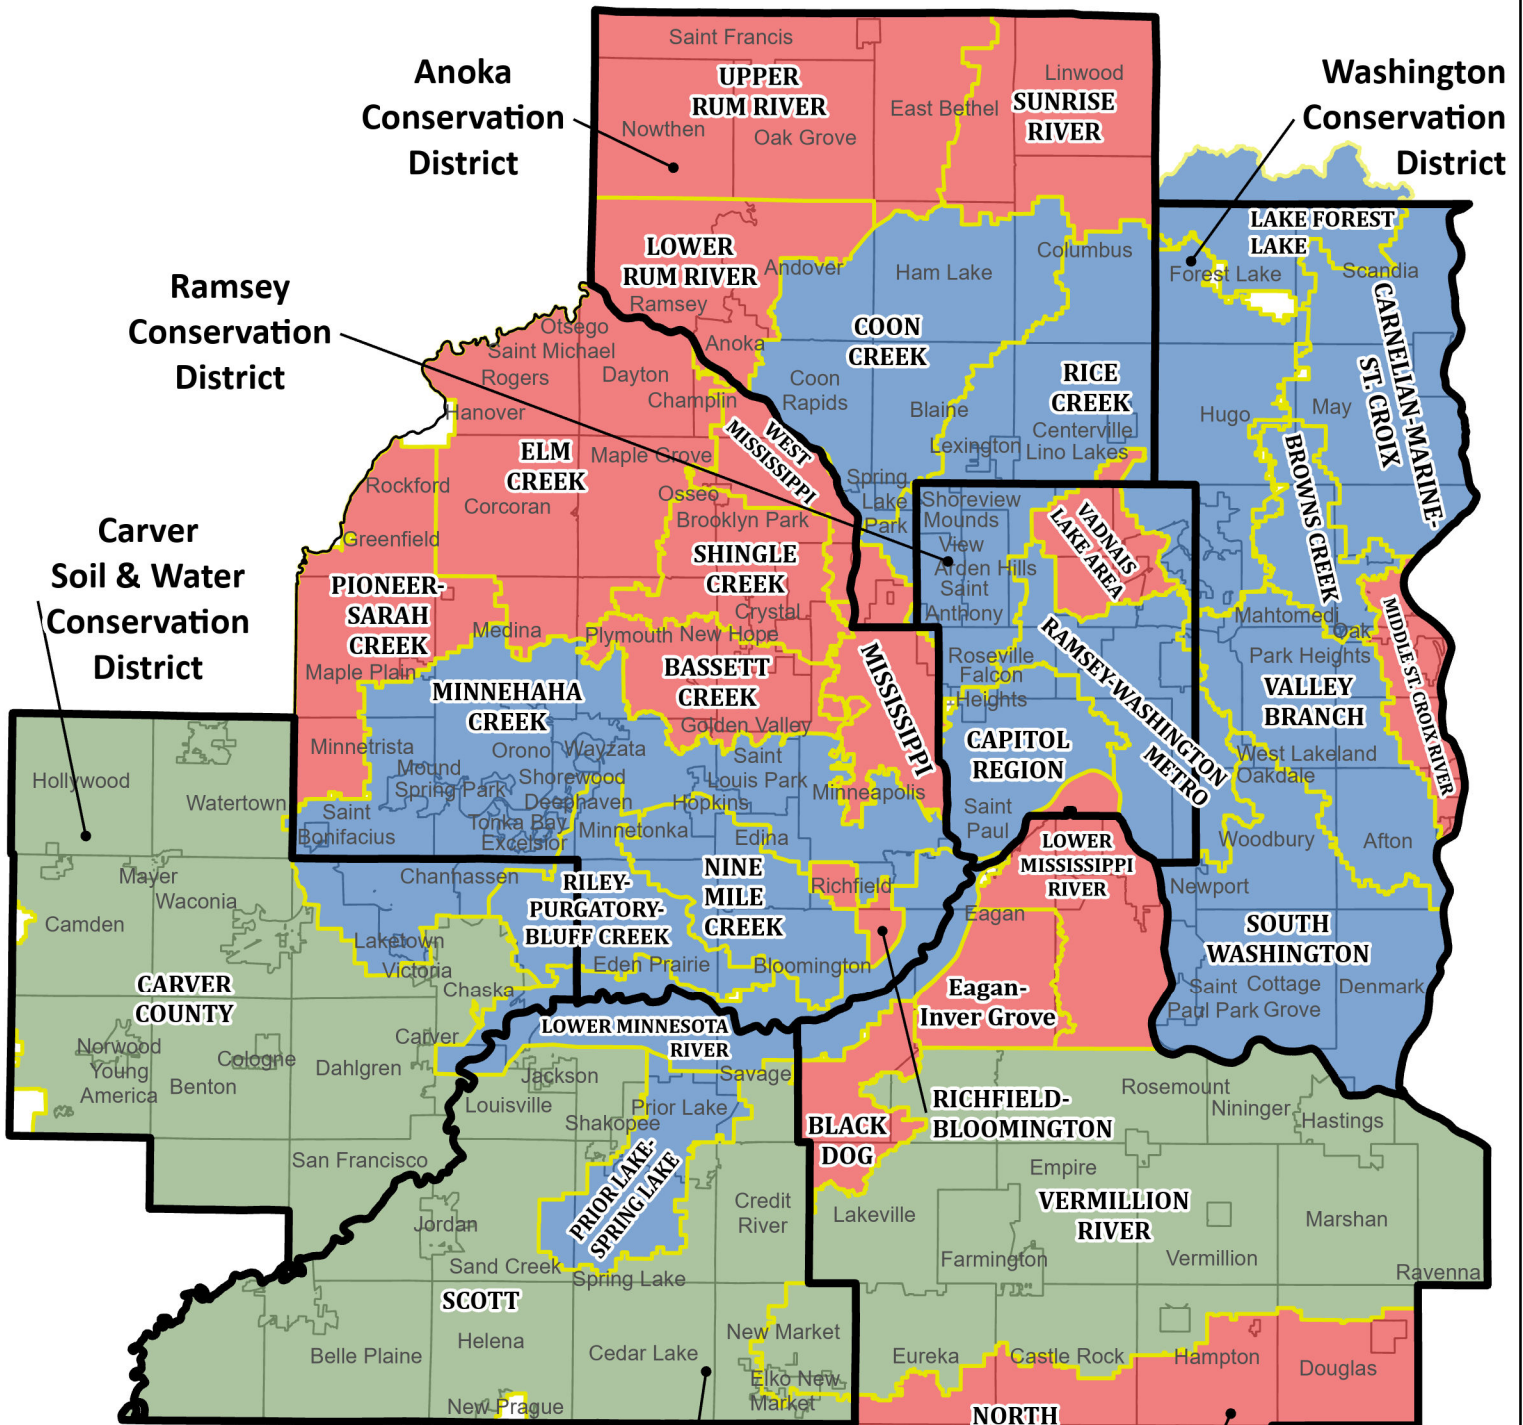 Anoka
Conservation
District
Washington
Conservation
District
Ramsey
Conservation
District
Carver
Soil & Water
Conservation
District
Saint Francis
UPPER
RUM RIVER
Nowthen
Oak Grove
East Bethel
Linwood
SUNRISE
RIVER
LOWER
RUM RIVER
Andover
Ramsey
Anoka
Ham Lake
Columbus
COON
CREEK
Coon
Rapids
Blaine
RICE
CREEK
Centerville
Lexington
Lino Lakes
Spring
Lake
Park
LAKE FOREST
LAKE
Forest Lake
Scandia
CARNELIAN-MARINE-
ST. CROIX
Hugo
May
BROWNS CREEK
Otsego
Saint Michael
Rogers
Dayton
Hanover
Champlin
WEST
MISSISSIPPI
ELM
CREEK
Maple Grove
Rockford
Corcoran
Osseo
Brooklyn Park
Greenfield
SHINGLE
CREEK
Crystal
PIONEER-
SARAH
CREEK
Medina
Plymouth
New Hope
Maple Plain
BASSETT
CREEK
Golden Valley
MISSISSIPPI
Shoreview
Mounds
View
Arden Hills
Saint
Anthony
VADNAIS
LAKE AREA
Roseville
Falcon
Heights
RAMSEY-WASHINGTON
METRO
CAPITOL
REGION
Saint
Paul
Mahtomedi
Oak
Park Heights
VALLEY
BRANCH
MIDDLE ST. CROIX RIVER
West Lakeland
Oakdale
Woodbury
Afton
Newport
SOUTH
WASHINGTON
Saint
Paul Park
Cottage
Grove
Denmark
MINNEHAHA
CREEK
Minnetrista
Orono
Wayzata
Mound
Spring Park
Shorewood
Deephaven
Tonka Bay
Excelsior
Saint
Bonifacius
Saint
Louis Park
Hopkins
Minneapolis
Minnetonka
Edina
NINE
MILE
CREEK
Richfield
Chanhassen
RILEY-
PURGATORY-
BLUFF CREEK
Eden Prairie
Bloomington
LOWER
MISSISSIPPI
RIVER
Eagan
Eagan-
Inver Grove
Hollywood
Watertown
Mayer
Waconia
Camden
Laketown
Victoria
Chaska
CARVER
COUNTY
Carver
Norwood
Young
America
Cologne
Benton
Dahlgren
San Francisco
LOWER MINNESOTA
RIVER
Jackson
Savage
Louisville
Prior Lake
Shakopee
PRIOR LAKE-
SPRING LAKE
Credit
River
Jordan
Sand Creek
Spring Lake
SCOTT
Helena
Belle Plaine
Cedar Lake
New Market
Elko New
Market
New Prague
BLACK
DOG
RICHFIELD-
BLOOMINGTON
Rosemount
Nininger
Hastings
Empire
VERMILLION
RIVER
Lakeville
Marshan
Farmington
Vermillion
Ravenna
Eureka
Castle Rock
Hampton
Douglas
NORTH